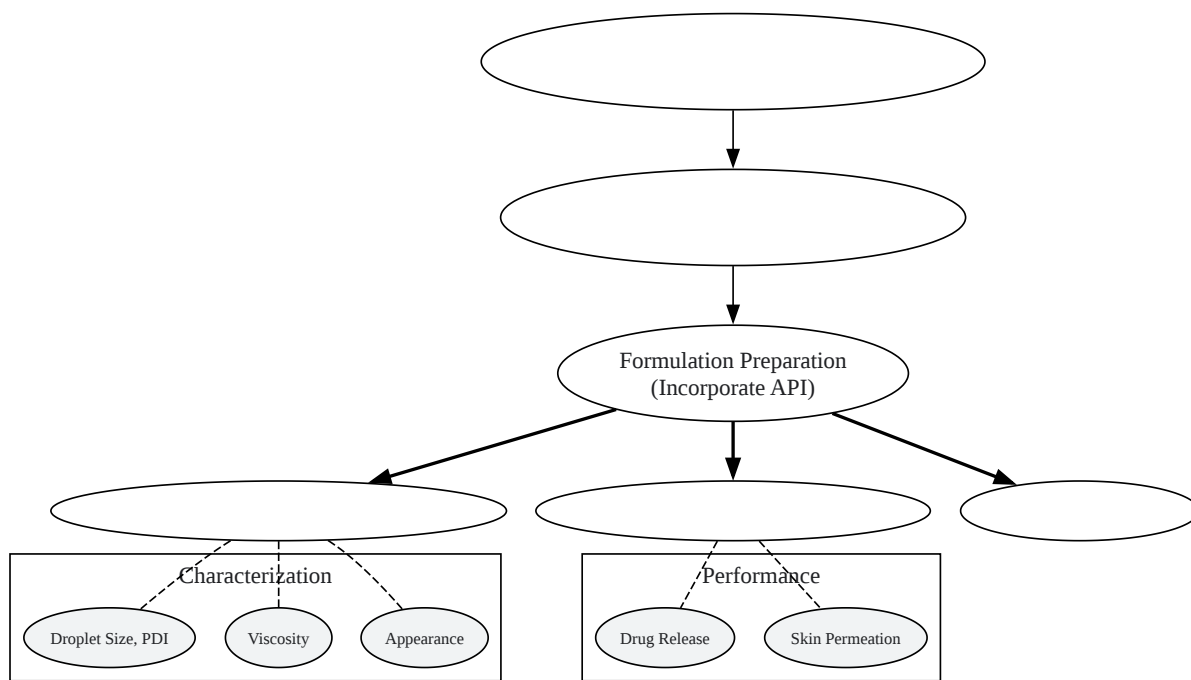 Formulation Preparation
(Incorporate API)
Characterization
Performance
Droplet Size, PDI
Viscosity
Appearance
Drug Release
Skin Permeation